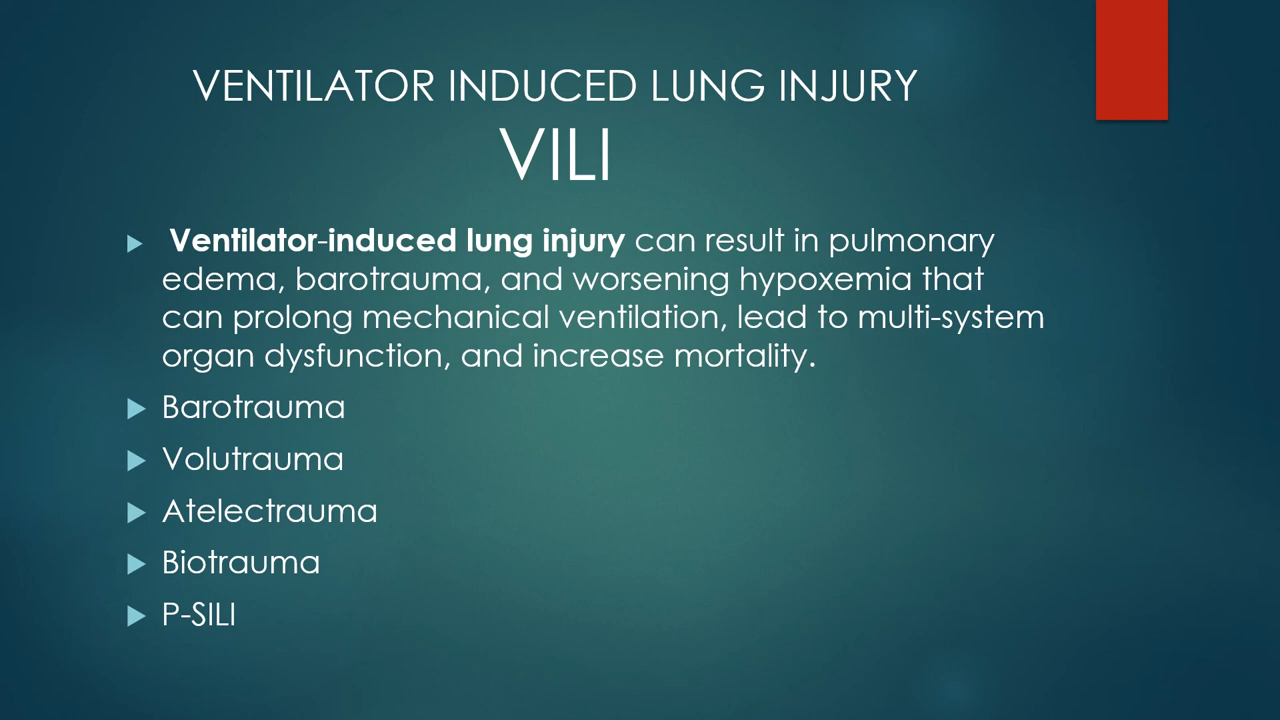 VENTILATOR INDUCED LUNG INJURY
VILI
Ventilator-induced lung injury can result in pulmonary
edema, barotrauma, and worsening hypoxemia that
can prolong mechanical ventilation, lead to multi-system
organ dysfunction, and increase mortality.
Barotrauma
Volutrauma
Atelectrauma
Biotrauma
P-SILI